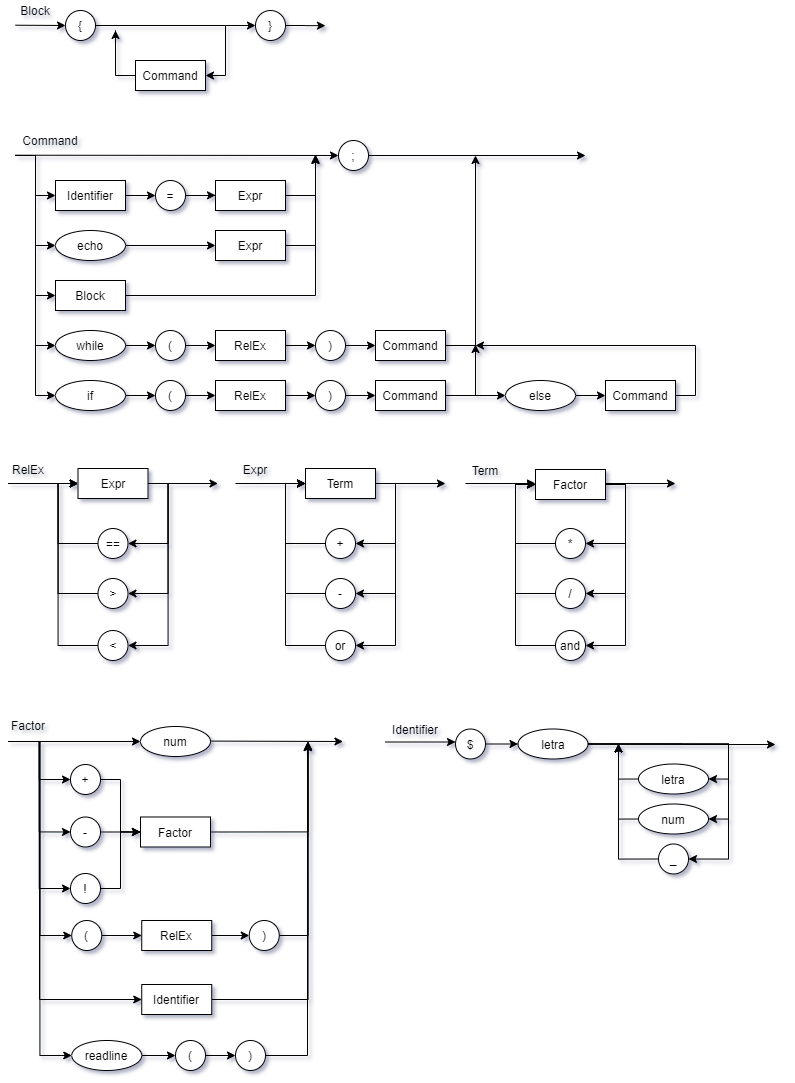 Block
{ }
Command
Command
;
Identifier = Expr
echo Expr
Block
while ( RelEx ) Command
if ( RelEx ) Command else Command
RelEx Expr Term
Expr Term Factor
== + *
> - /
< or and
Factor Identifier
num $ letra
+ letra
- Factor num
! _
( RelEx )
Identifier
readline ( )